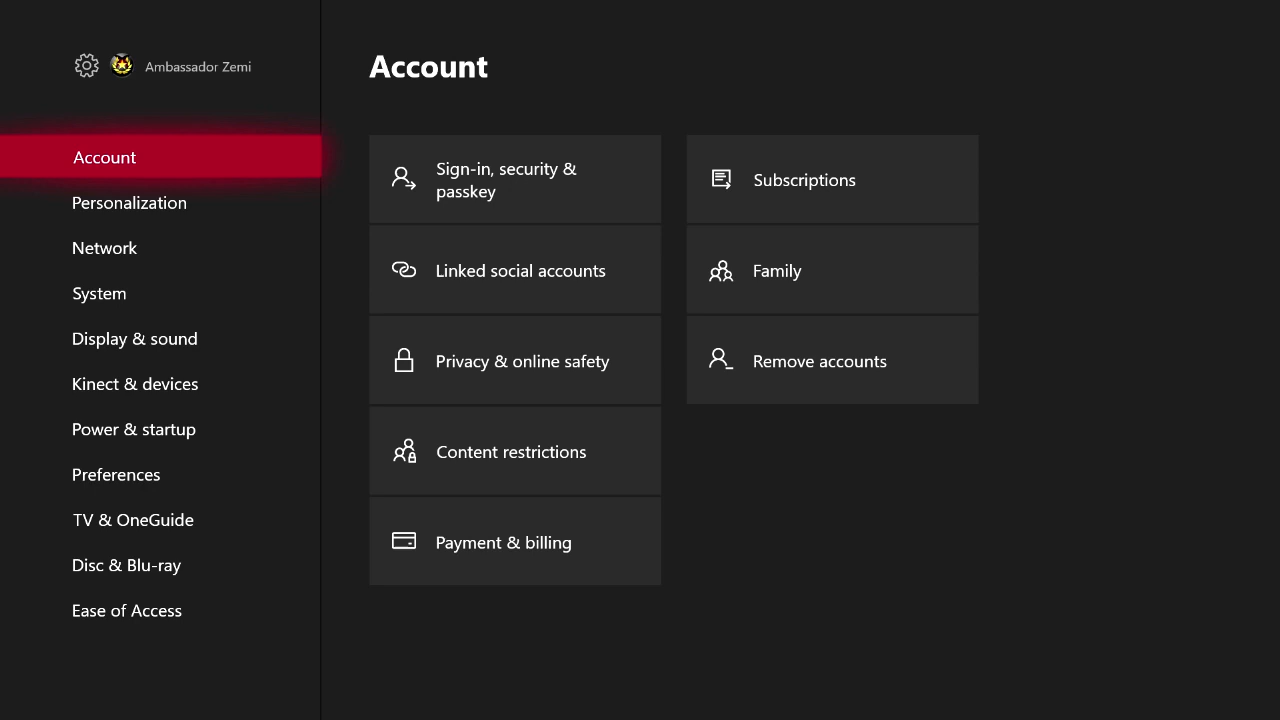 Ambassador Zemi
Account
Personalization
Network
System
Display & sound
Kinect & devices
Power & startup
Preferences
TV & OneGuide
Disc & Blu-ray
Ease of Access
Account
Sign-in, security &
passkey
Linked social accounts
Privacy & online safety
Content restrictions
Payment & billing
Subscriptions
Family
Remove accounts